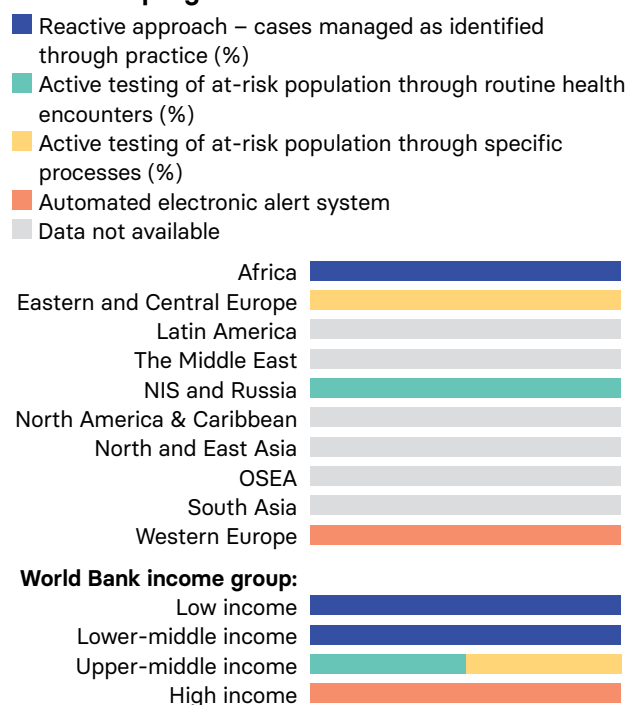 Reactive approach – cases managed as identified
through practice (%)
Active testing of at-risk population through routine health
encounters (%)
Active testing of at-risk population through specific
processes (%)
Automated electronic alert system
Data not available
Africa
Eastern and Central Europe
Latin America
The Middle East
NIS and Russia
North America & Caribbean
North and East Asia
OSEA
South Asia
Western Europe
World Bank income group:
Low income
Lower-middle income
Upper-middle income
High income